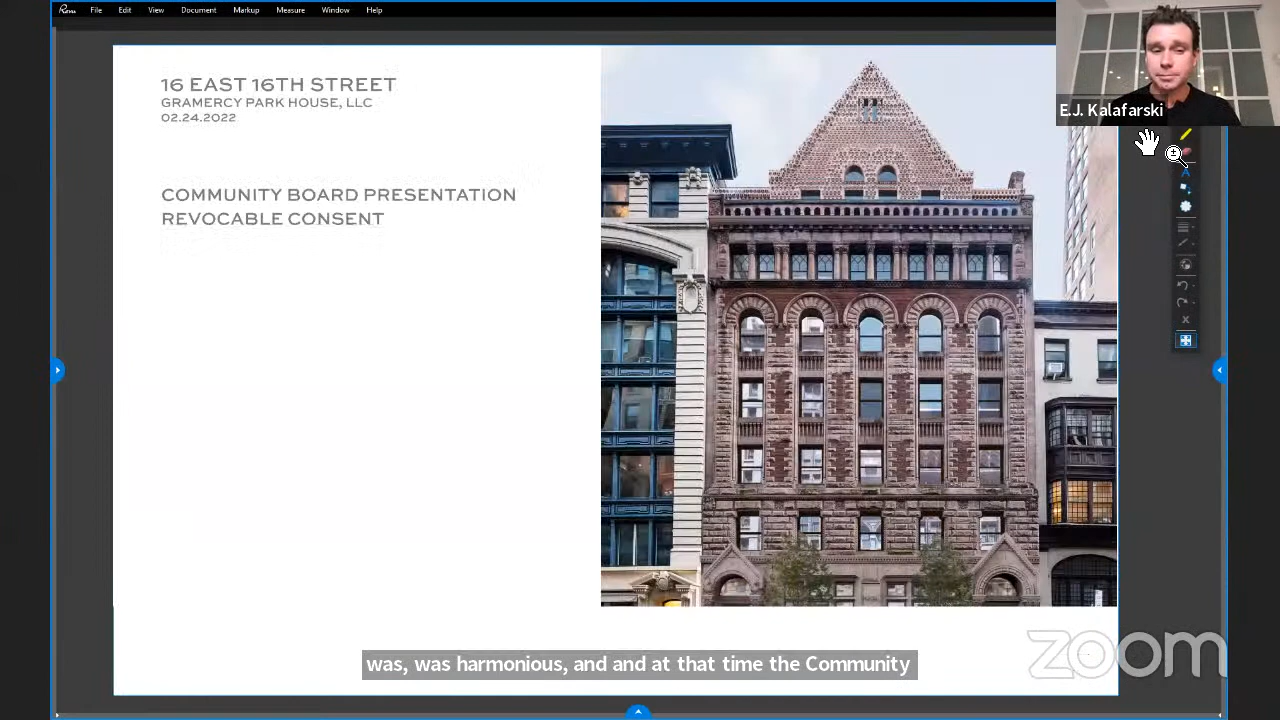 Revu File Edit View Document Markup Measure Window Help
16 EAST 16TH STREET
GRAMERCY PARK HOUSE, LLC
02.24.2022
COMMUNITY BOARD PRESENTATION
REVOCABLE CONSENT
E.J. Kalafarski
A
was, was harmonious, and and at that time the Community
zoom